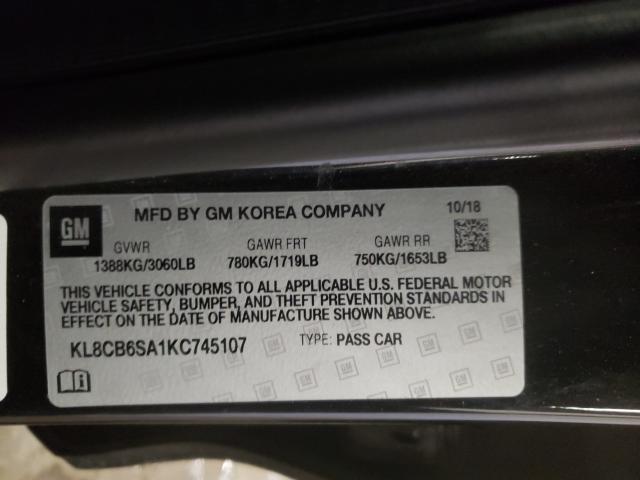 GM
MFD BY GM KOREA COMPANY 10/18
GVWR GAWR FRT GAWR RR
1388KG/3060LB 780KG/1719LB 750KG/1653LB
THIS VEHICLE CONFORMS TO ALL APPLICABLE U.S. FEDERAL MOTOR
VEHICLE SAFETY, BUMPER, AND THEFT PREVENTION STANDARDS IN
EFFECT ON THE DATE OF MANUFACTURE SHOWN ABOVE.
KL8CB6SA1KC745107 TYPE: PASS CAR